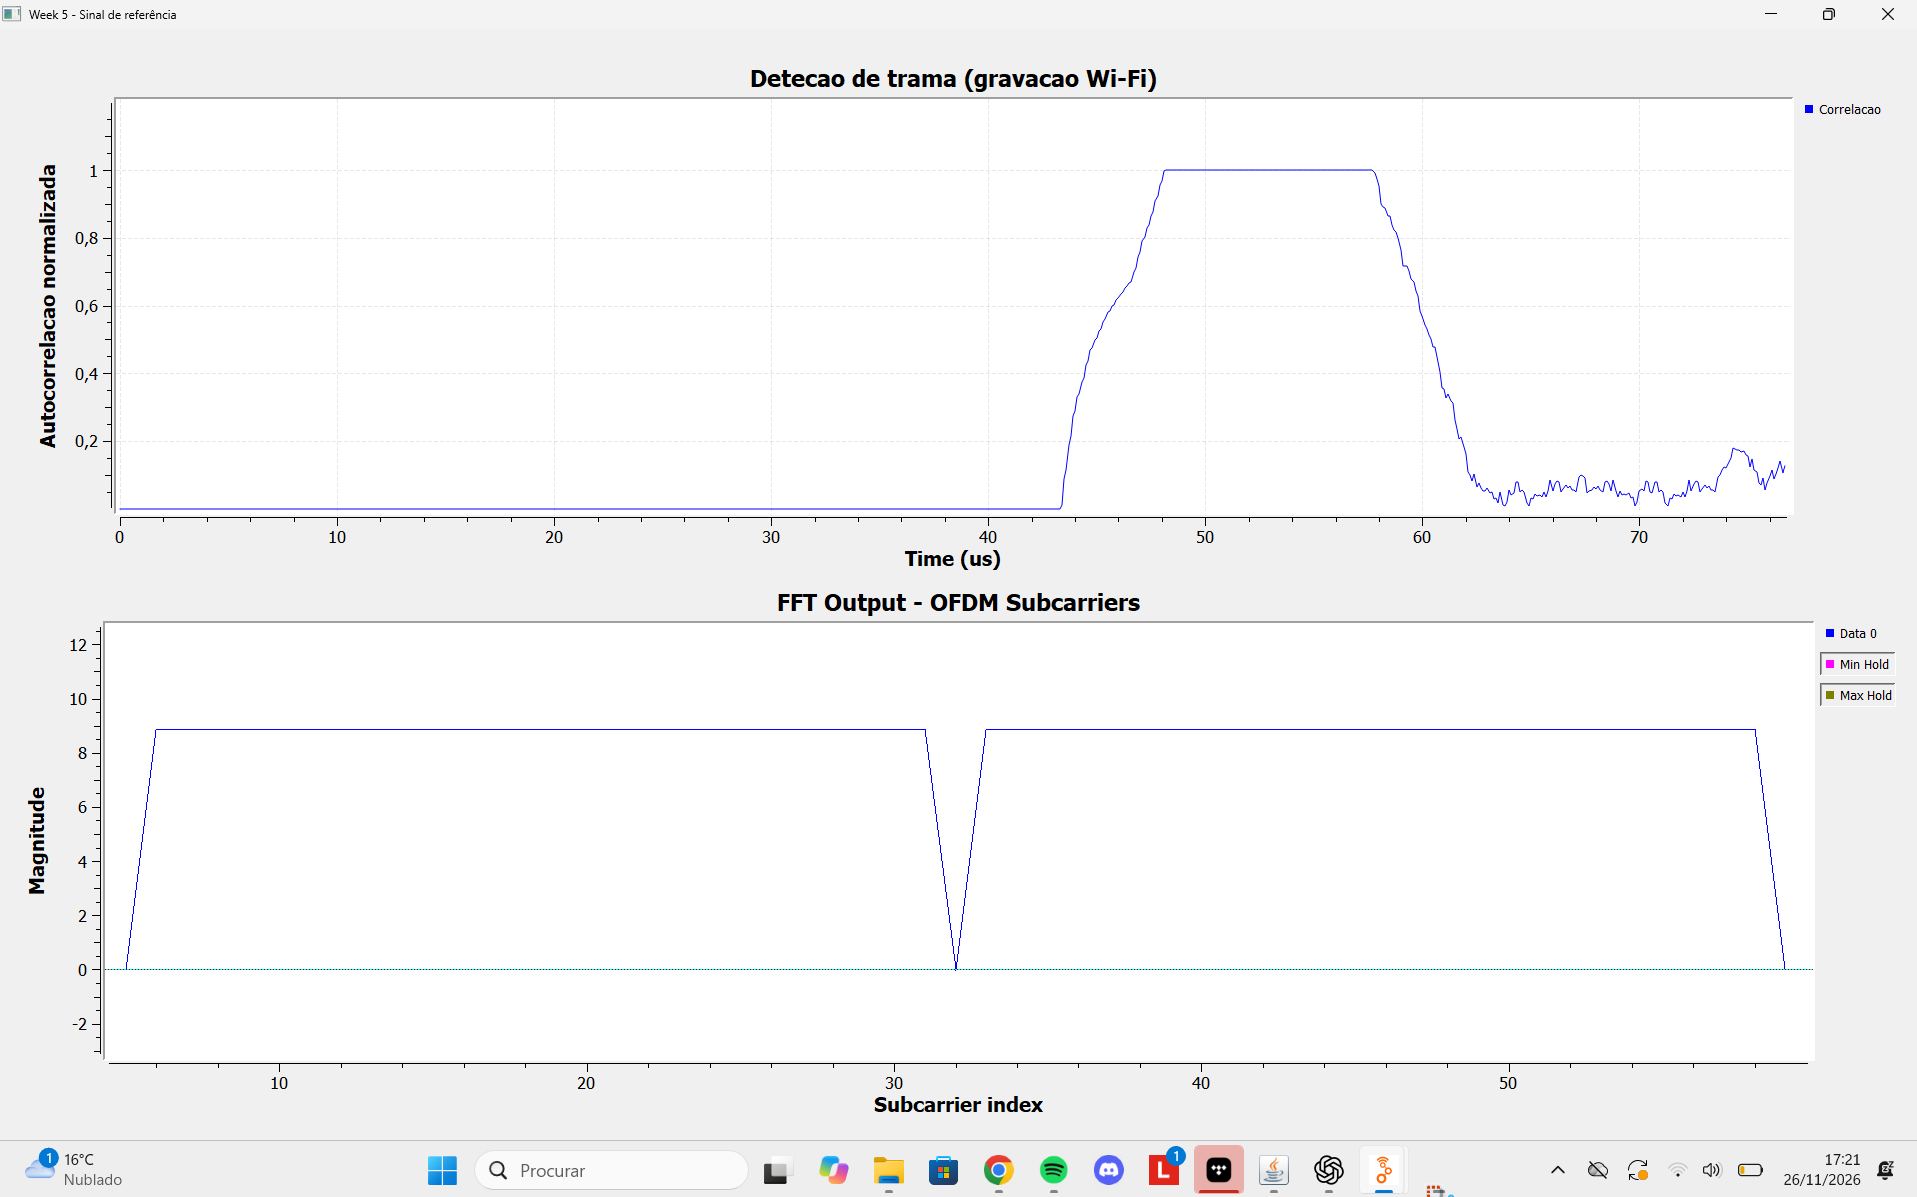 Week 5 - Sinal de referência
Detecao de trama (gravacao Wi-Fi)
Correlacao
Autocorrelacao normalizada
1
0,8
0,6
0,4
0,2
0 10 20 30 40 50 60 70
Time (us)
FFT Output - OFDM Subcarriers
Data 0
Min Hold
Max Hold
Magnitude
12
10
8
6
4
2
0
-2
10 20 30 40 50
Subcarrier index
1
16°C
Nublado
Procurar
L
1
17:21
26/11/2026